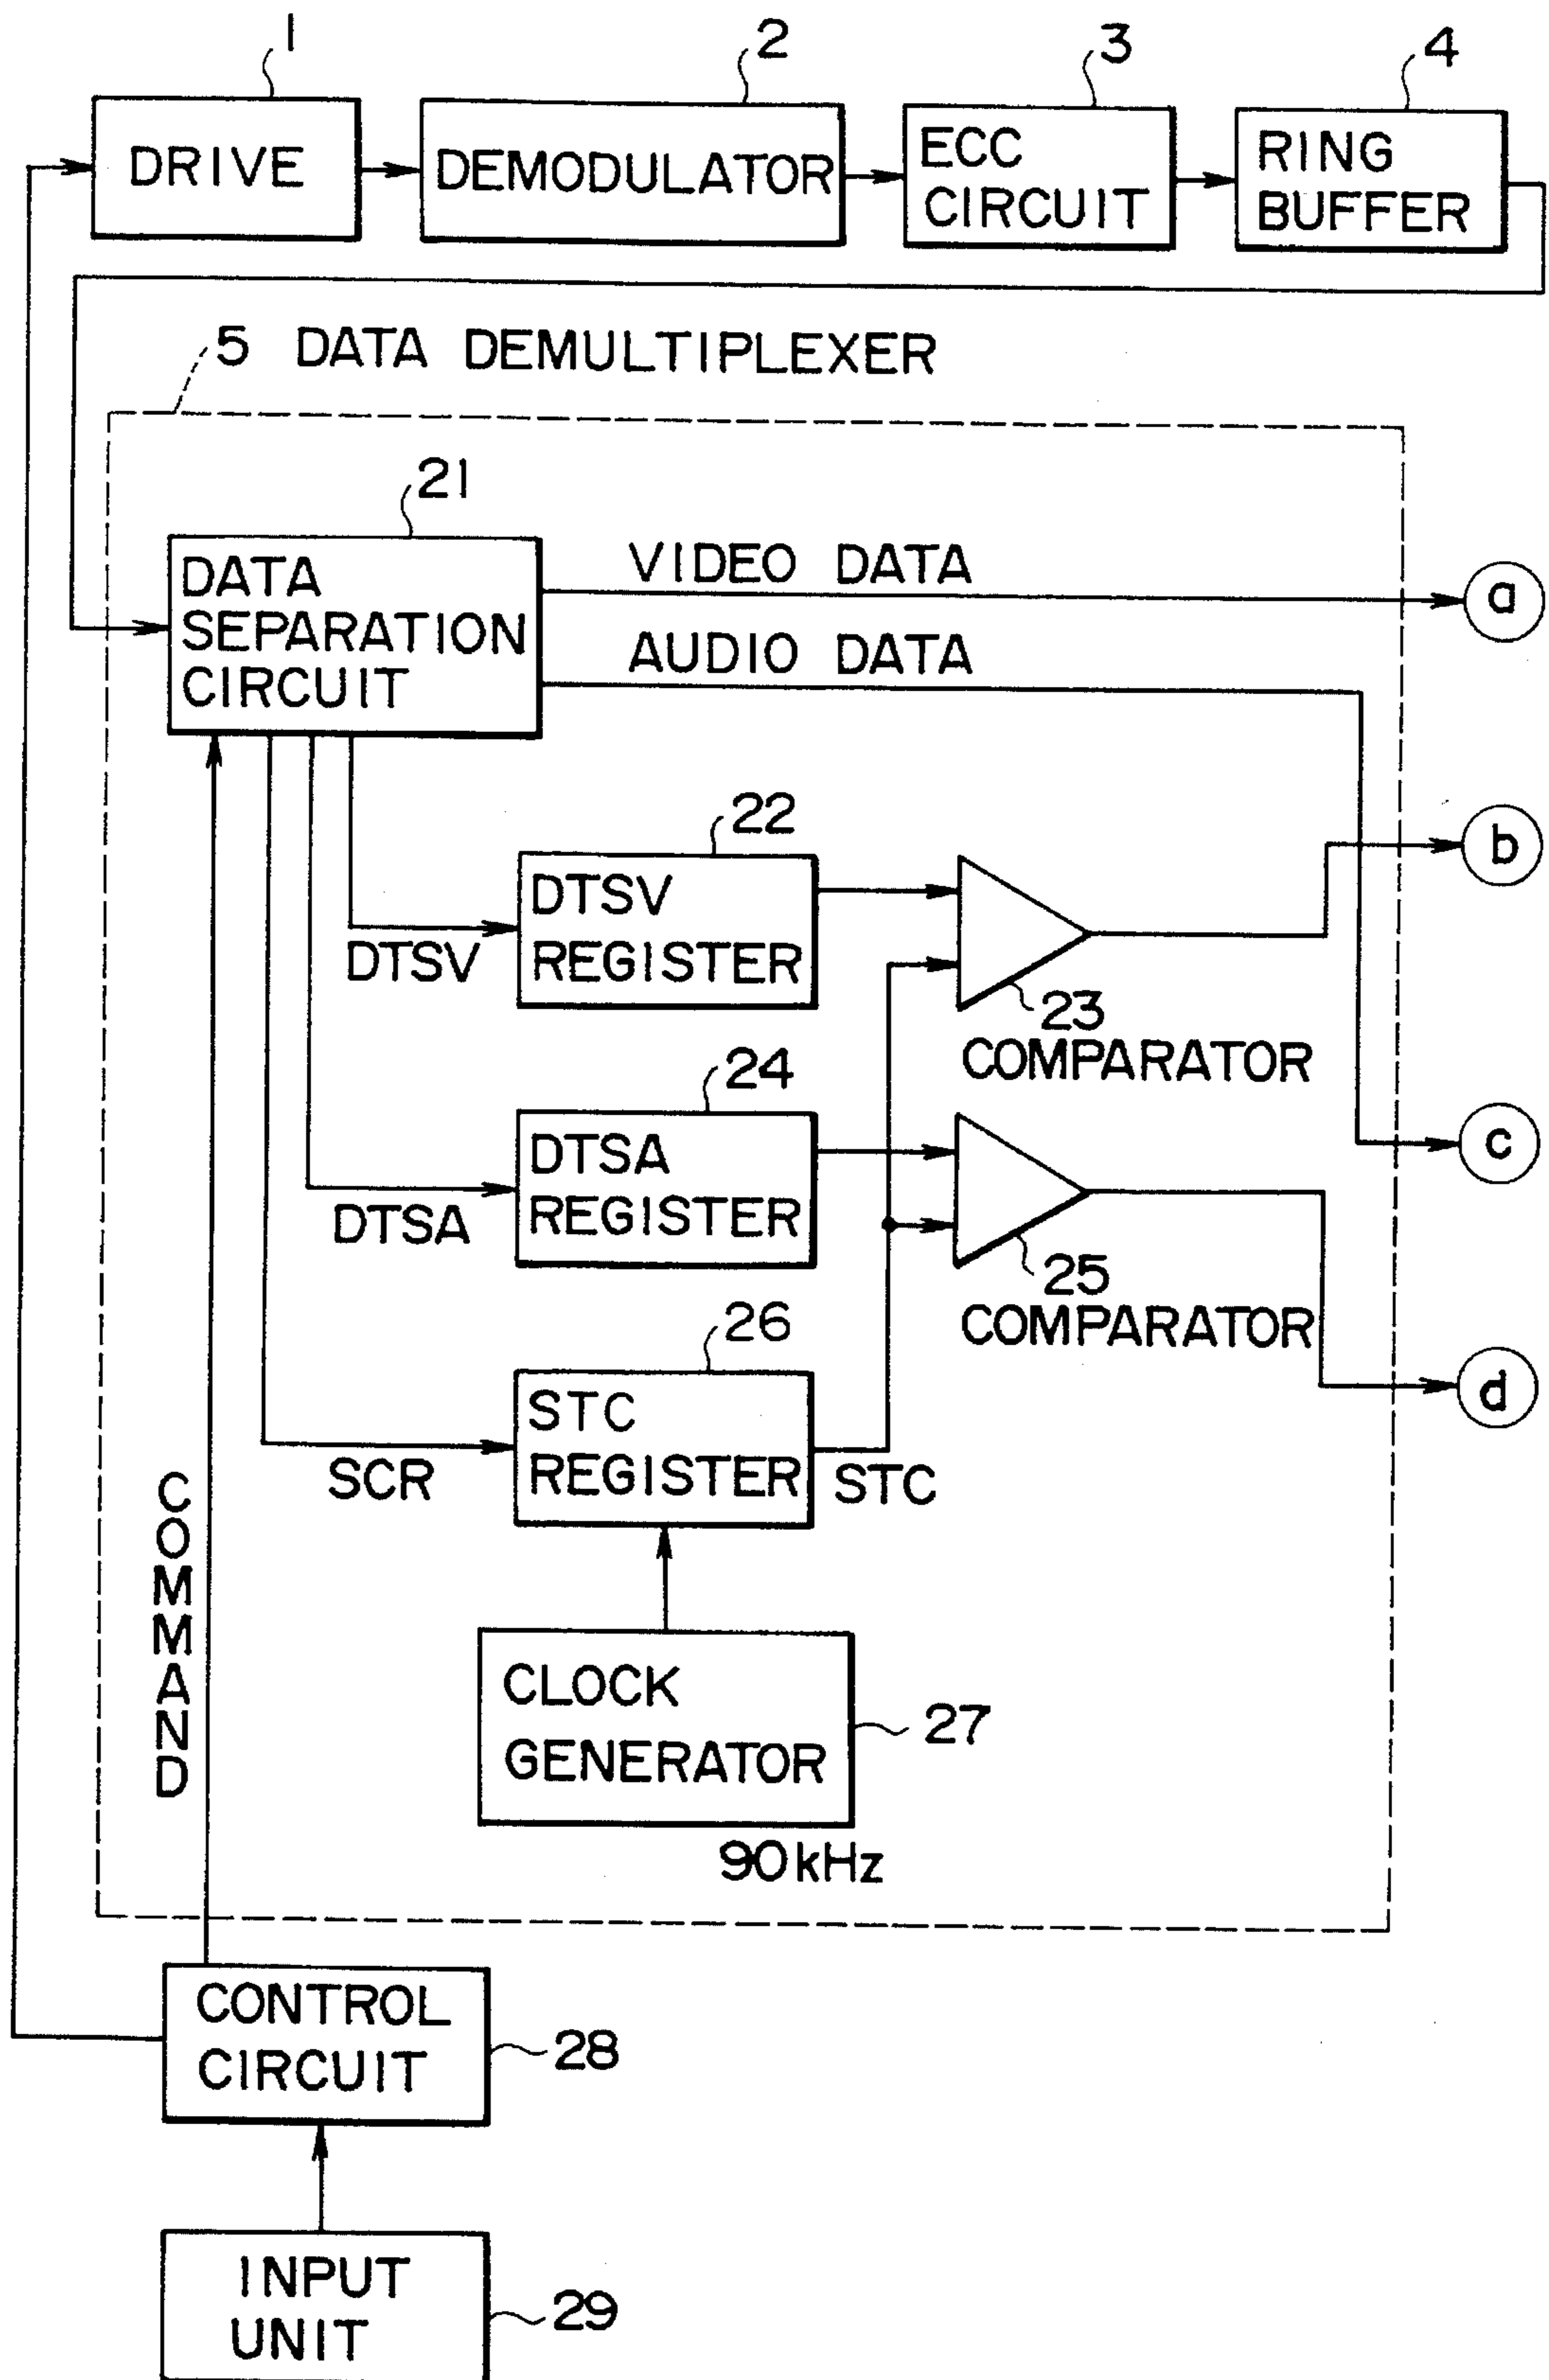 1
2
3
4
DRIVE
DEMODULATOR
ECC
CIRCUIT
RING
BUFFER
5 DATA DEMULTIPLEXER
21
DATA
SEPARATION
CIRCUIT
VIDEO DATA
a
AUDIO DATA
22
DTSV
REGISTER
DTSV
b
23
COMPARATOR
24
DTSA
REGISTER
DTSA
c
25
COMPARATOR
26
STC
REGISTER
SCR
STC
d
COMMAND
CLOCK
GENERATOR
27
90kHz
CONTROL
CIRCUIT
28
INPUT
UNIT
29